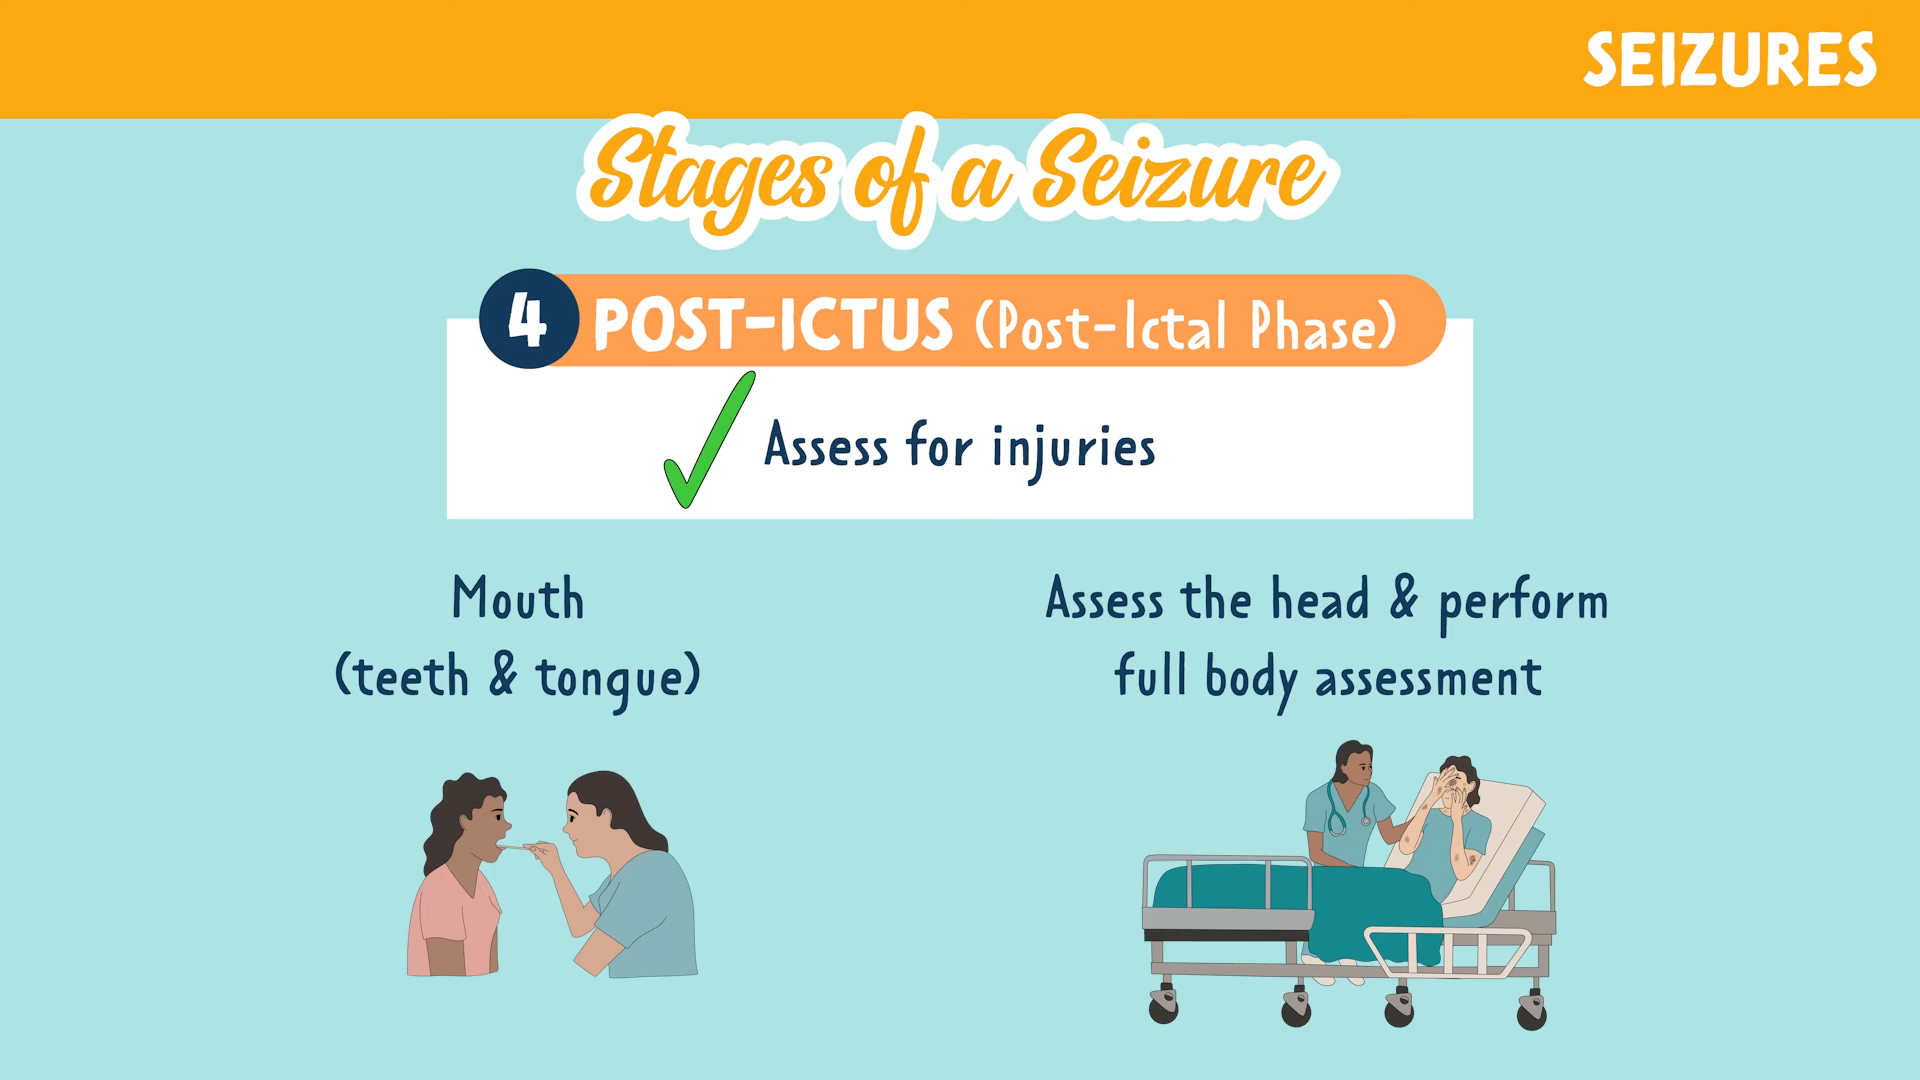 SEIZURES
Stages of a Seizure
4 POST-ICTUS (Post-Ictal Phase)
Assess for injuries
Mouth
(teeth & tongue)
Assess the head & perform
full body assessment